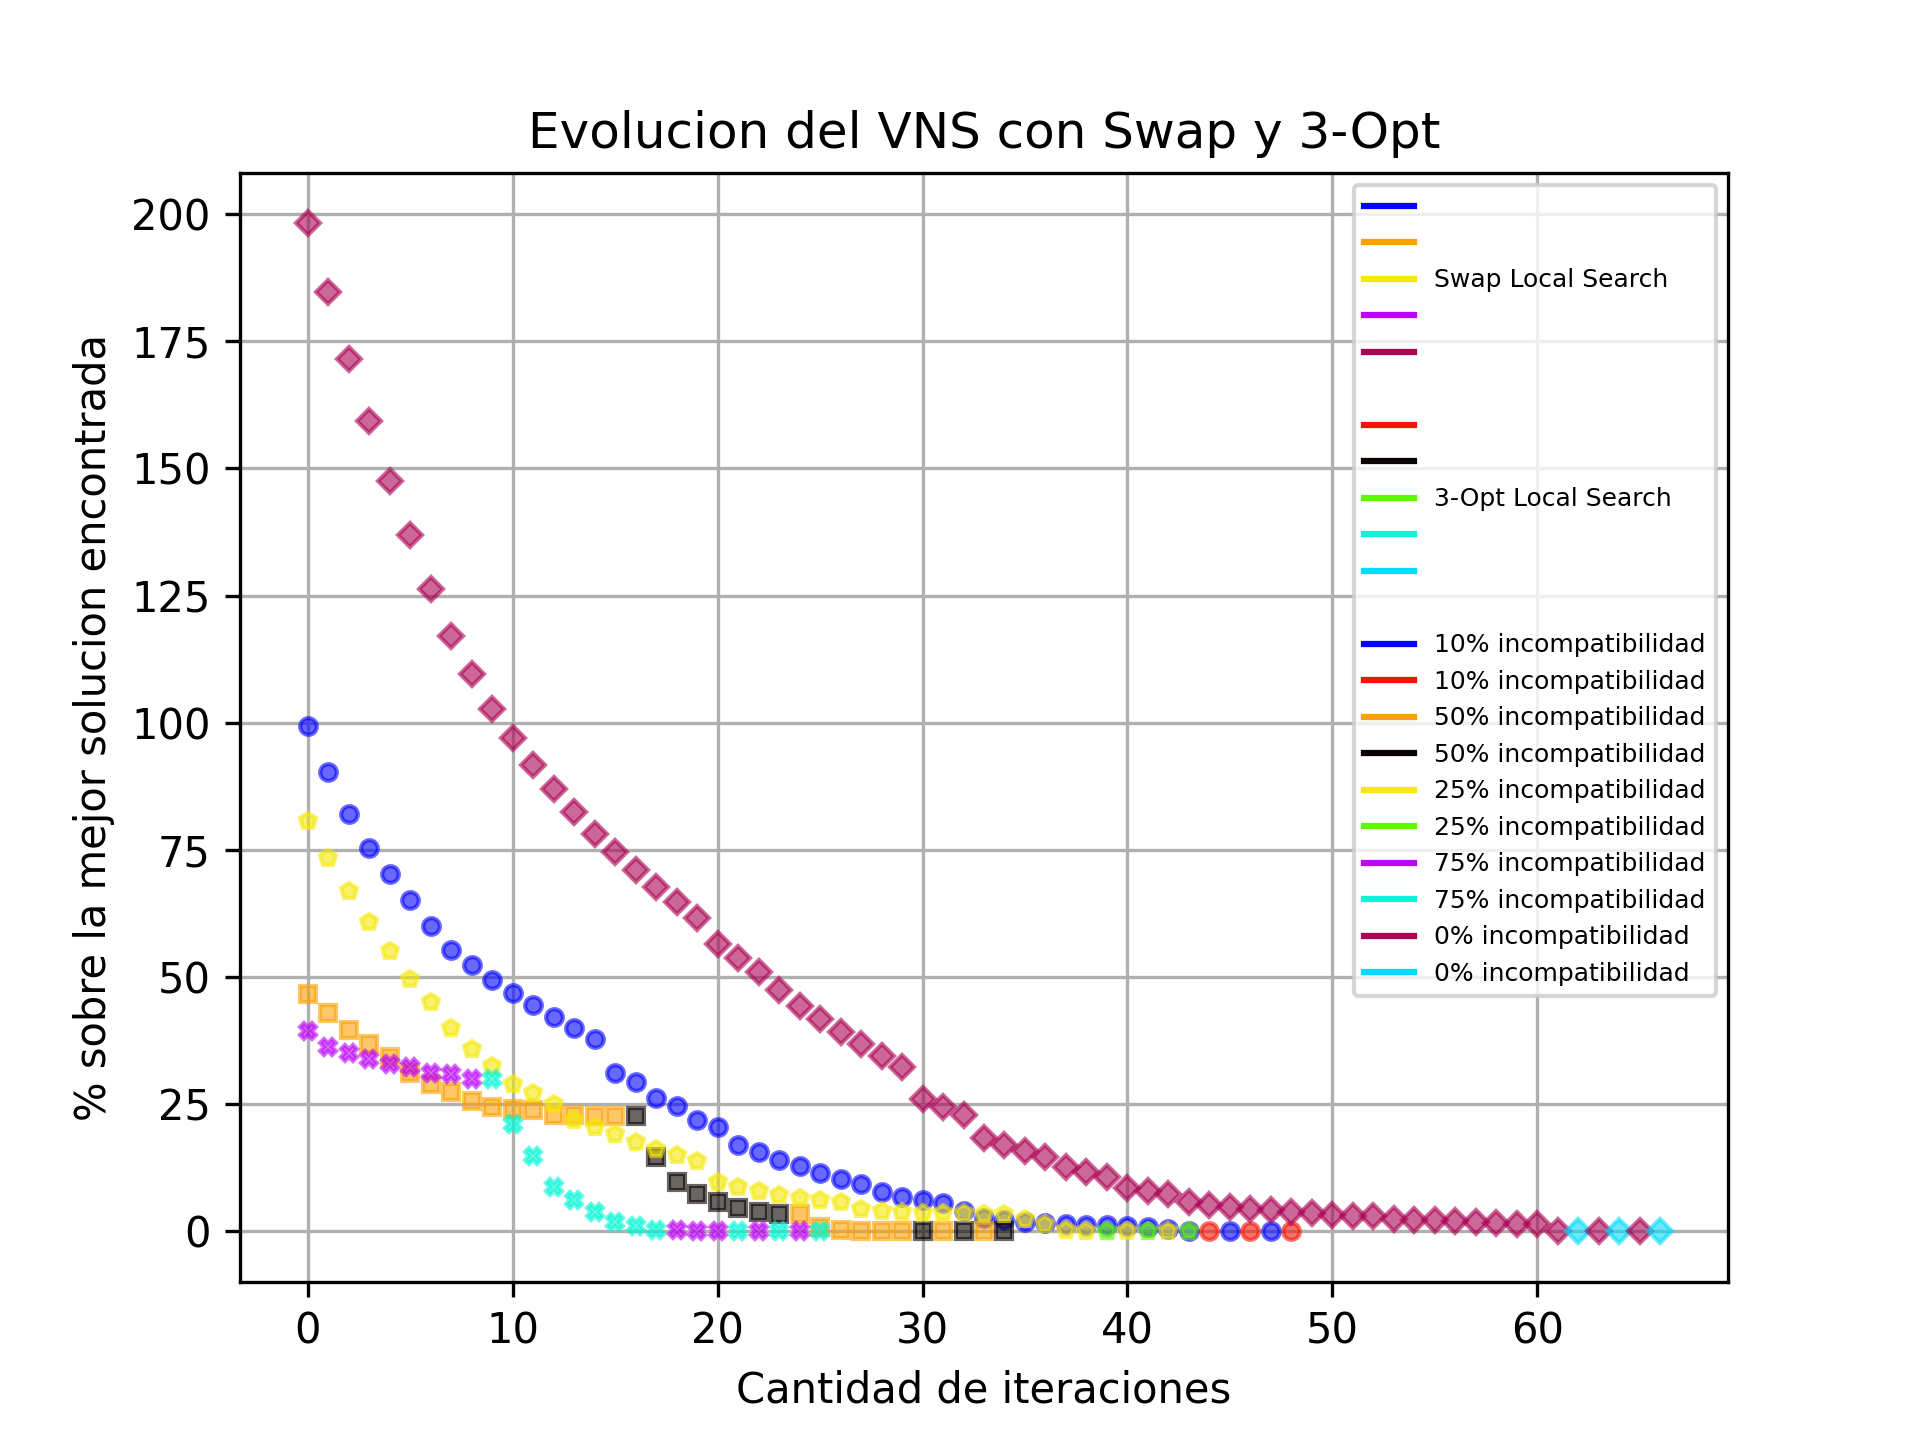 Evolucion del VNS con Swap y 3-Opt
% sobre la mejor solucion encontrada
200
175
150
125
100
75
50
25
0
Swap Local Search
3-Opt Local Search
10% incompatibilidad
10% incompatibilidad
50% incompatibilidad
50% incompatibilidad
25% incompatibilidad
25% incompatibilidad
75% incompatibilidad
75% incompatibilidad
0% incompatibilidad
0% incompatibilidad
0 10 20 30 40 50 60
Cantidad de iteraciones